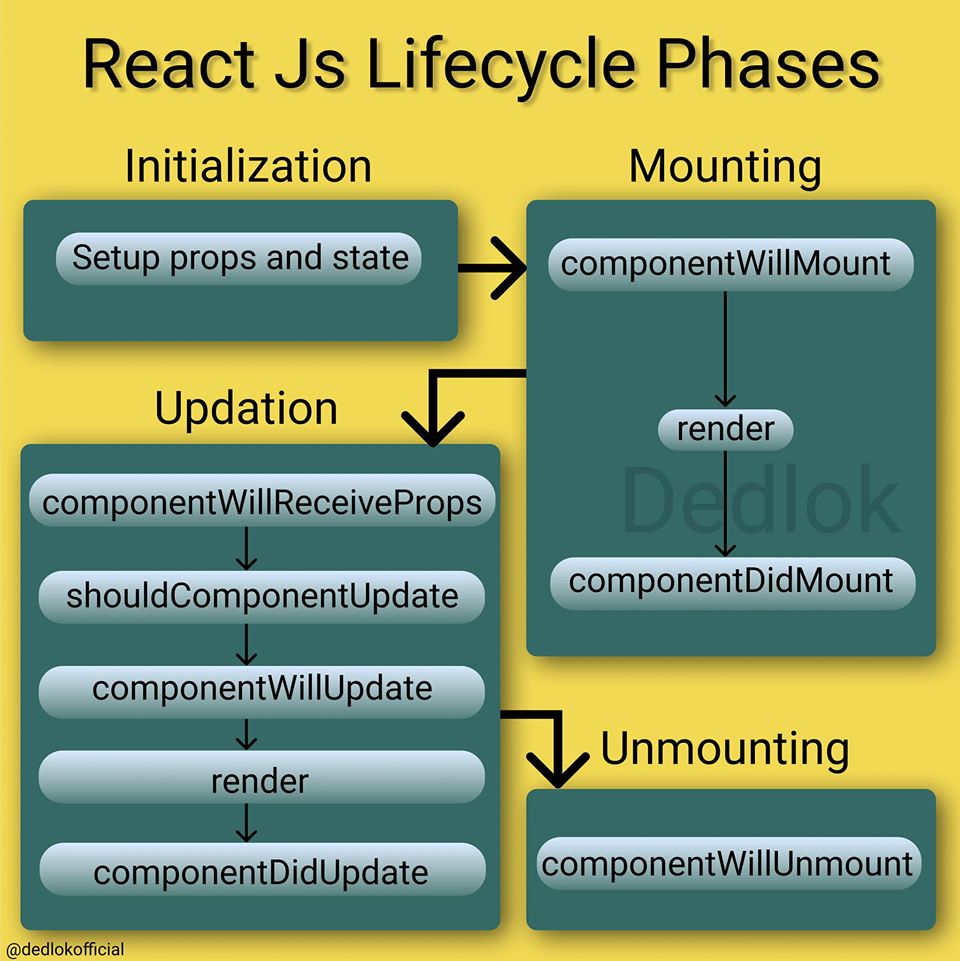 React Js Lifecycle Phases
Initialization
Setup props and state
Mounting
componentWillMount
render
componentDidMount
Dedlok
Updation
componentWillReceiveProps
shouldComponentUpdate
componentWillUpdate
render
componentDidUpdate
Unmounting
componentWillUnmount
@dedlokofficial